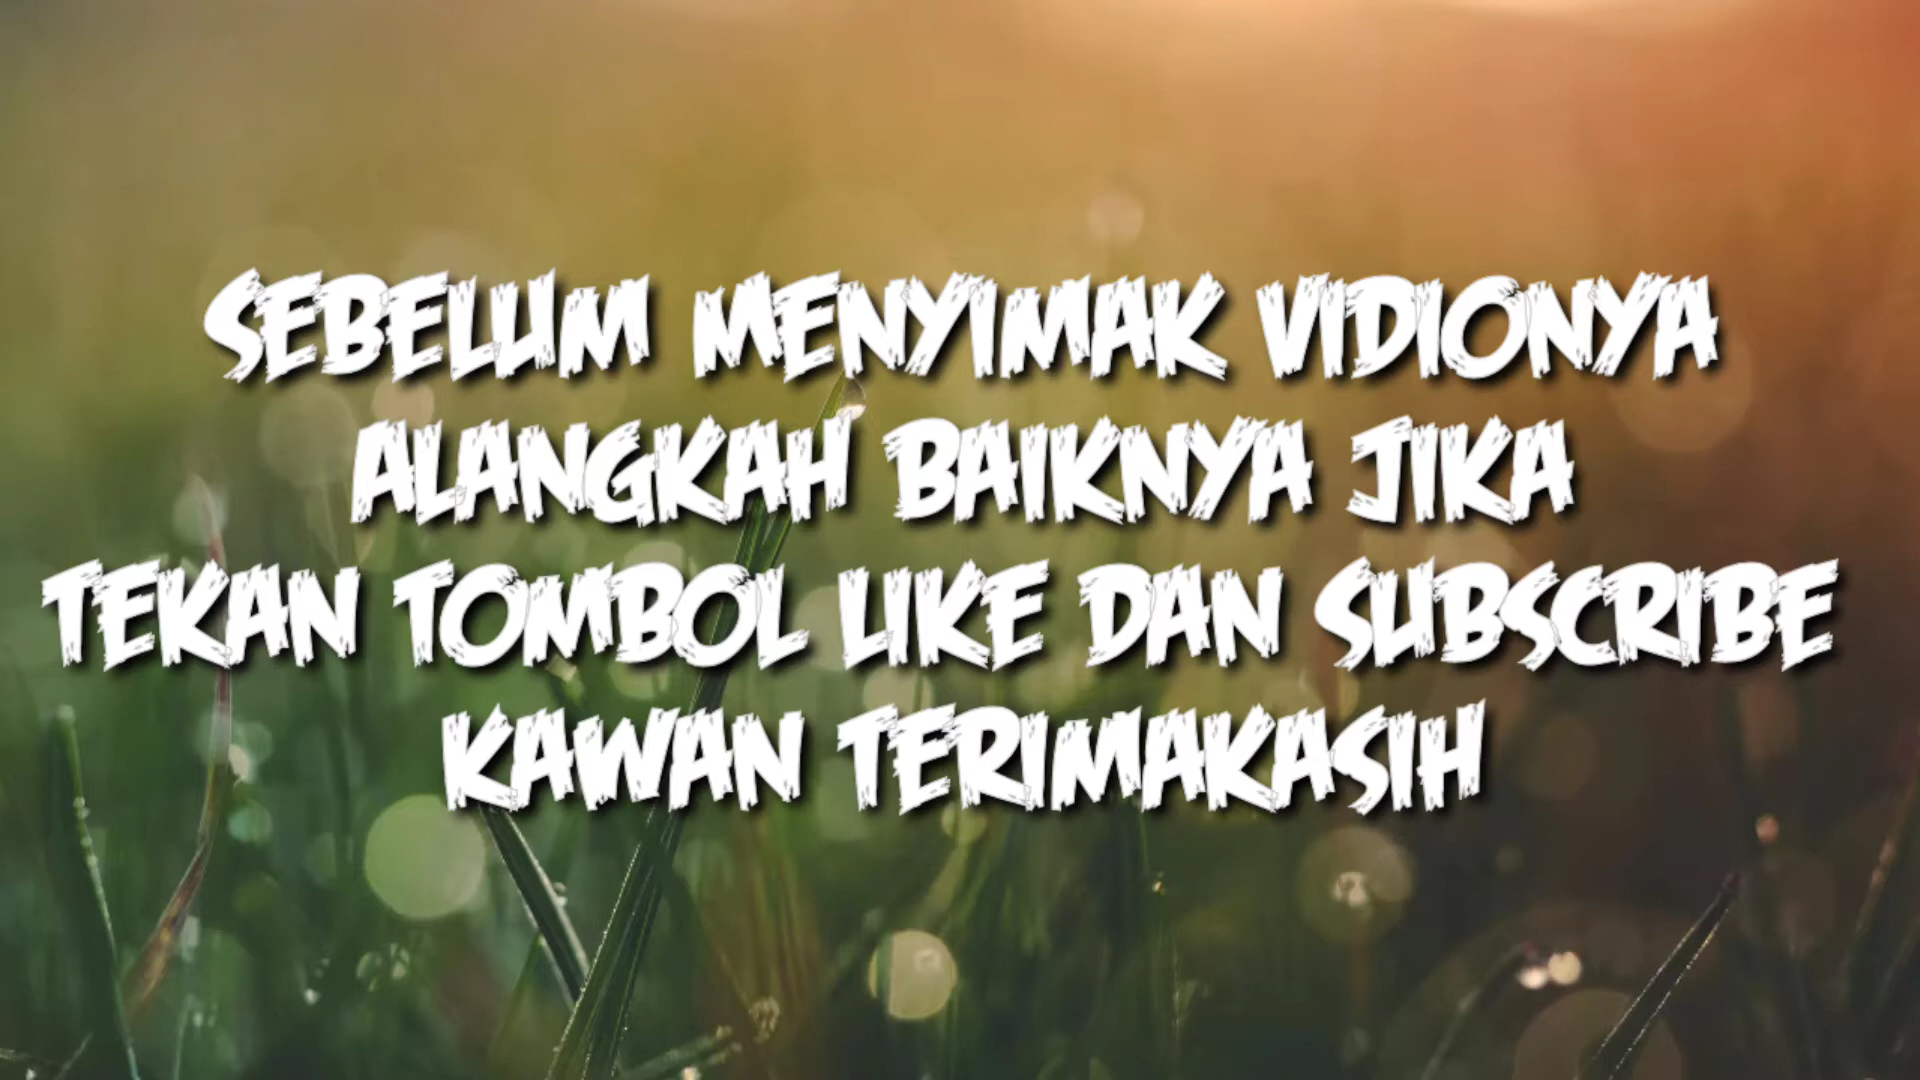 SEBELUM MENYIMAK VIDIONYA
ALANGKAH BAIKNYA JIKA
TEKAN TOMBOL LIKE DAN SUBSCRIBE
KAWAN TERIMAKASIH